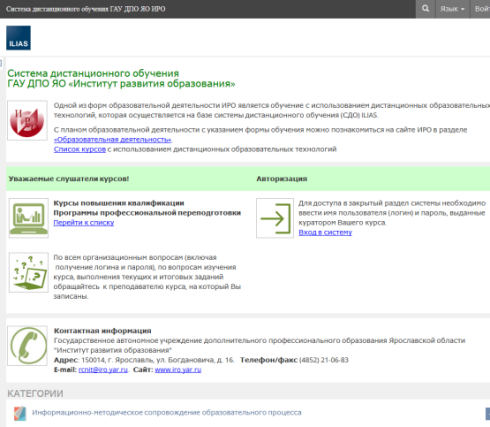 Система дистанционного обучения ГАУ ДПО ЯО ИРО
Язык
Вой
ILIAS
Система дистанционного обучения
ГАУ ДПО ЯО «Институт развития образования»
Одной из форм образовательной деятельности ИРО является обучение с использованием дистанционных образовательных
технологий, которая осуществляется на базе системы дистанционного обучения (СДО) ILIAS.
С планом образовательной деятельности с указанием формы обучения можно познакомиться на сайте ИРО в разделе
«Образовательная деятельность».
Список курсов с использованием дистанционных образовательных технологий
Уважаемые слушатели курсов!
Авторизация
Курсы повышения квалификации
Программы профессиональной переподготовки
Перейти к списку
Для доступа в закрытый раздел системы необходимо
ввести имя пользователя (логин) и пароль, выданные
куратором Вашего курса.
Вход в систему
По всем организационным вопросам (включая
получение логина и пароля), по вопросам изучения
курса, выполнения текущих и итоговых заданий
обращайтесь к преподавателю курса, на который Вы
записаны.
Контактная информация
Государственное автономное учреждение дополнительного профессионального образования Ярославской области
"Институт развития образования"
Адрес: 150014, г. Ярославль, ул. Богдановича, д. 16. Телефон/факс (4852) 21-06-83
E-mail: rcnit@iro.yar.ru. Сайт: www.iro.yar.ru
КАТЕГОРИИ
Информационно-методическое сопровождение образовательного процесса